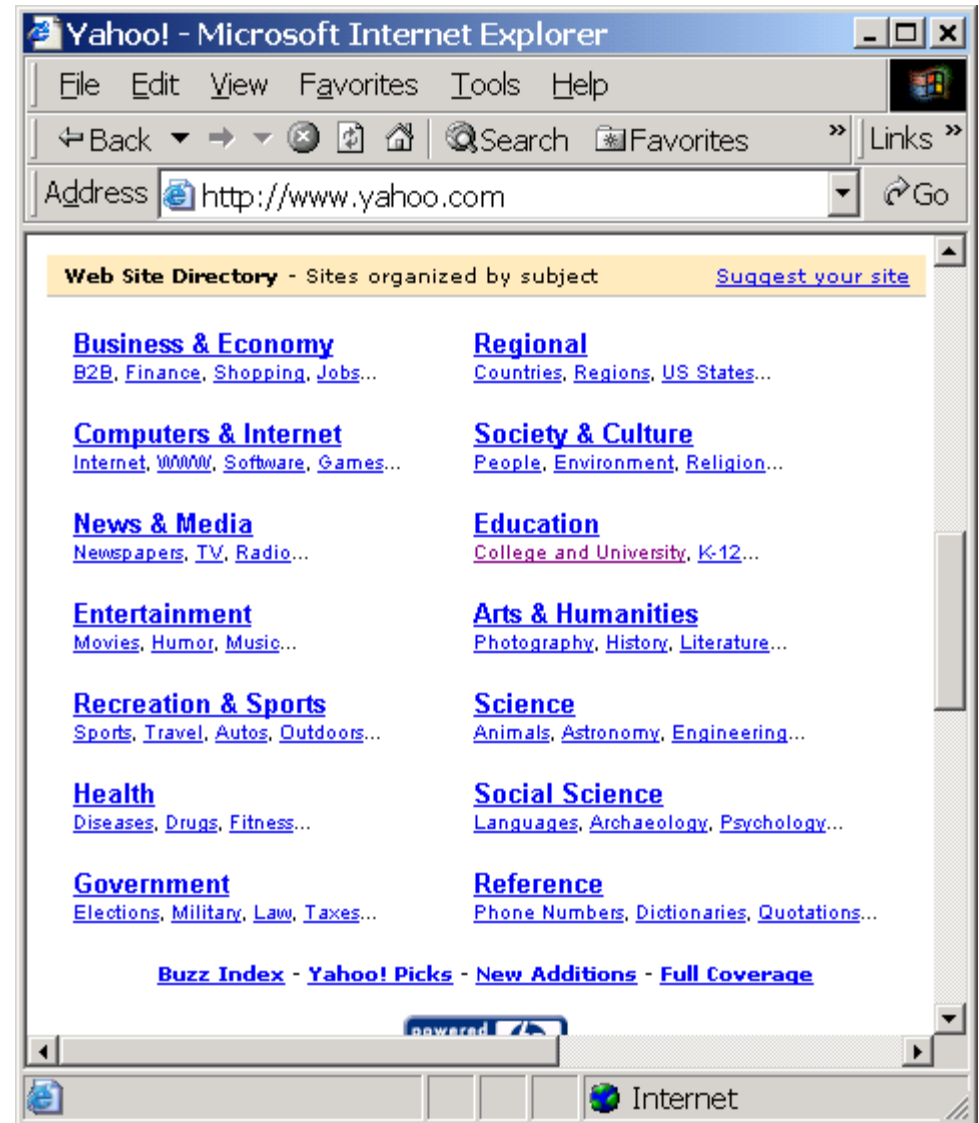 Yahoo! - Microsoft Internet Explorer
File Edit View Favorites Tools Help
Back Search Favorites » Links »
Address http://www.yahoo.com Go
Web Site Directory - Sites organized by subject Suggest your site
Business & Economy
B2B, Finance, Shopping, Jobs...
Regional
Countries, Regions, US States...
Computers & Internet
Internet, WWW, Software, Games...
Society & Culture
People, Environment, Religion...
News & Media
Newspapers, TV, Radio...
Education
College and University, K-12...
Entertainment
Movies, Humor, Music...
Arts & Humanities
Photography, History, Literature...
Recreation & Sports
Sports, Travel, Autos, Outdoors...
Science
Animals, Astronomy, Engineering...
Health
Diseases, Drugs, Fitness...
Social Science
Languages, Archaeology, Psychology...
Government
Elections, Military, Law, Taxes...
Reference
Phone Numbers, Dictionaries, Quotations...
Buzz Index - Yahoo! Picks - New Additions - Full Coverage
powered
Internet